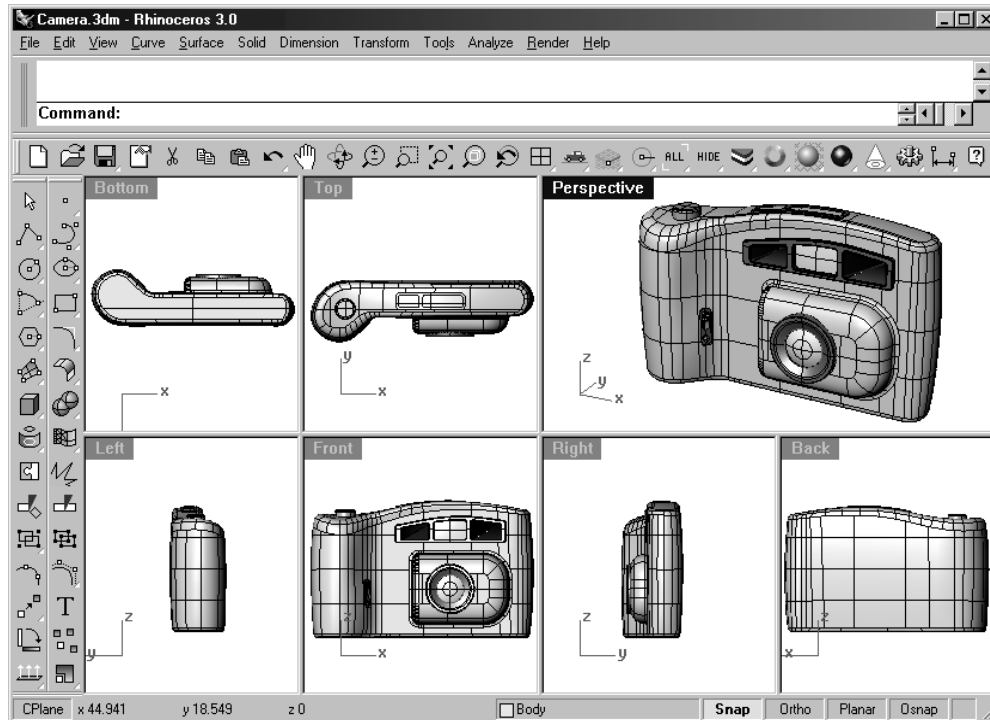 Camera.3dm - Rhinoceros 3.0
File Edit View Curve Surface Solid Dimension Transform Tools Analyze Render Help
Command:
ALL HIDE
Bottom Top Perspective
y z y
x x x
Left Front Right Back
z z z z
y x y x
T
CPlane x 44.941 y 18.549 z 0 Body Snap Ortho Planar Osnap